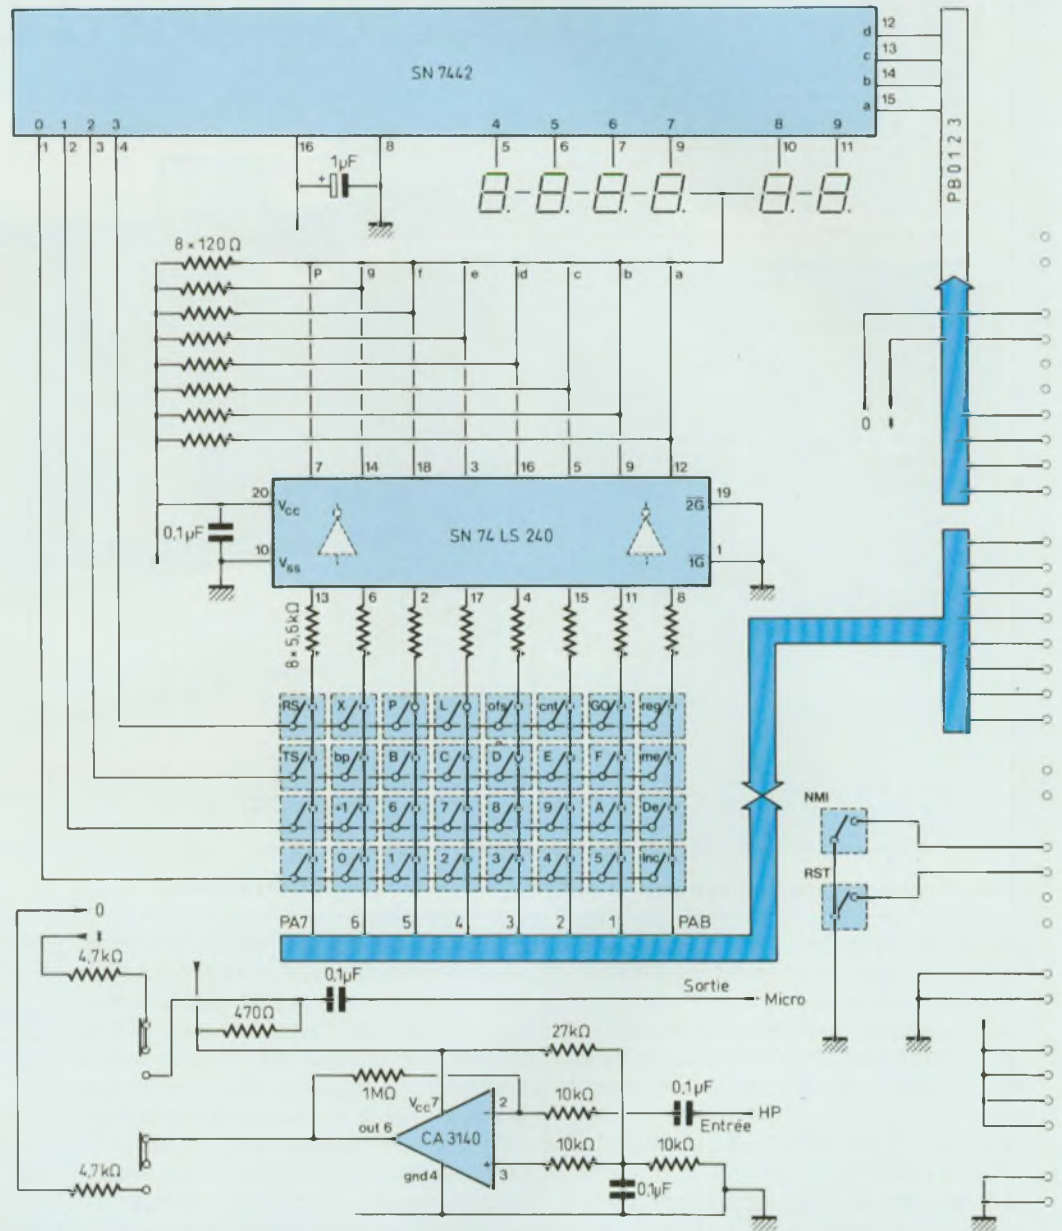 SN 7442
d 12
c 13
b 14
a 15
0 1 2 3
1 2 3 4
16 8
4 5 6 7 8 9
5 6 7 9 10 11
1µF
+
PB0123
8 × 120 Ω
p g f e d c b a
0 I
7 14 18 3 16 5 9 12
20 Vcc
SN 74 LS 240
2G 19
0,1µF
10 Vss
1G 1
13 6 2 17 4 15 11 8
8× 5,6kΩ
RS X P L ofs cnt GO reg
TS bp B C D E F me
+1 6 7 8 9 A De
0 1 2 3 4 5 Inc
NMI
RST
PA7 6 5 4 3 2 1 PAB
0
I
4,7kΩ
0,1µF
Sortie
Micro
470Ω
27kΩ
1MΩ
Vcc 7
2
10kΩ
0,1µF
HP
Entrée
out 6
CA 3140
-
+
10kΩ
10kΩ
gnd 4
3
4,7kΩ
0,1µF